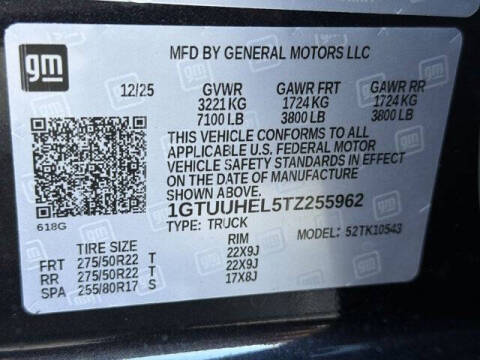 gm
MFD BY GENERAL MOTORS LLC
12/25 GVWR GAWR FRT GAWR RR
3221 KG 1724 KG 1724 KG
7100 LB 3800 LB 3800 LB
THIS VEHICLE CONFORMS TO ALL
APPLICABLE U.S. FEDERAL MOTOR
VEHICLE SAFETY STANDARDS IN EFFECT
ON THE DATE OF MANUFACTURE
SHOWN ABOVE.
1GTUUHEL5TZ255962
618G
TYPE: TRUCK MODEL: 52TK10543
TIRE SIZE RIM
FRT 275/50R22 T 22X9J
RR 275/50R22 T 22X9J
SPA 255/80R17 S 17X8J